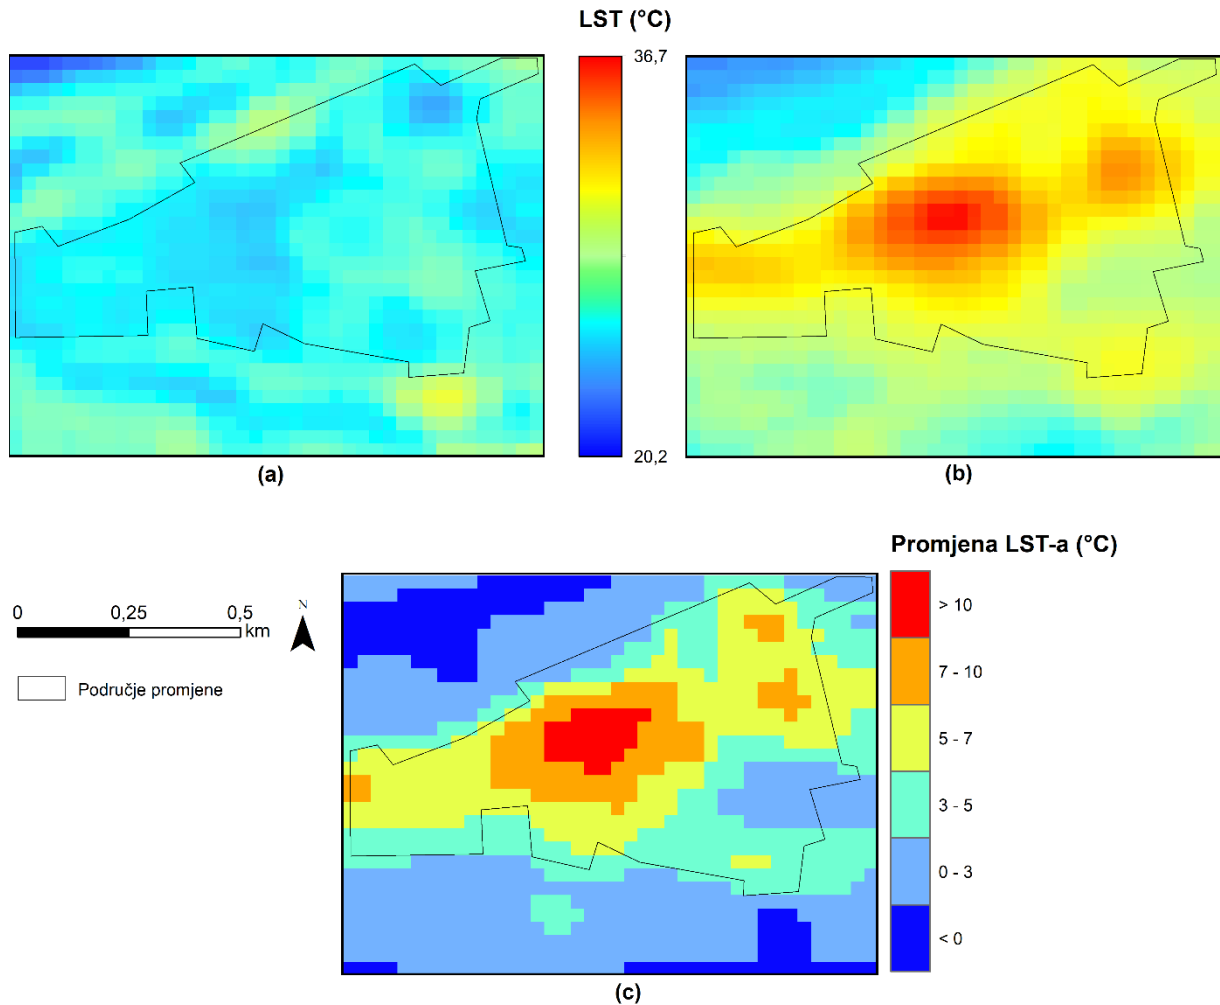 LST (°C)
36,7
20,2
(a)
(b)
Promjena LST-a (°C)
> 10
7 - 10
5 - 7
3 - 5
0 - 3
< 0
0 0,25 0,5
km
N
Područje promjene
(c)